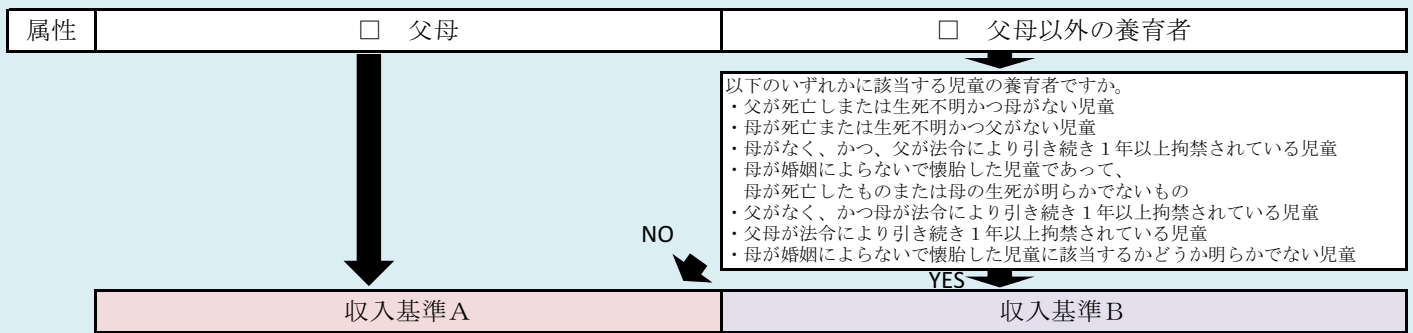 属性
□　父母
□　父母以外の養育者
以下のいずれかに該当する児童の養育者ですか。
・父が死亡しまたは生死不明かつ母がない児童
・母が死亡または生死不明かつ父がない児童
・母がなく、かつ、父が法令により引き続き１年以上拘禁されている児童
・母が婚姻によらないで懐胎した児童であって、
母が死亡したものまたは母の生死が明らかでないもの
・父がなく、かつ母が法令により引き続き１年以上拘禁されている児童
・父母が法令により引き続き１年以上拘禁されている児童
・母が婚姻によらないで懐胎した児童に該当するかどうか明らかでない児童
NO
YES
収入基準Ａ
収入基準Ｂ